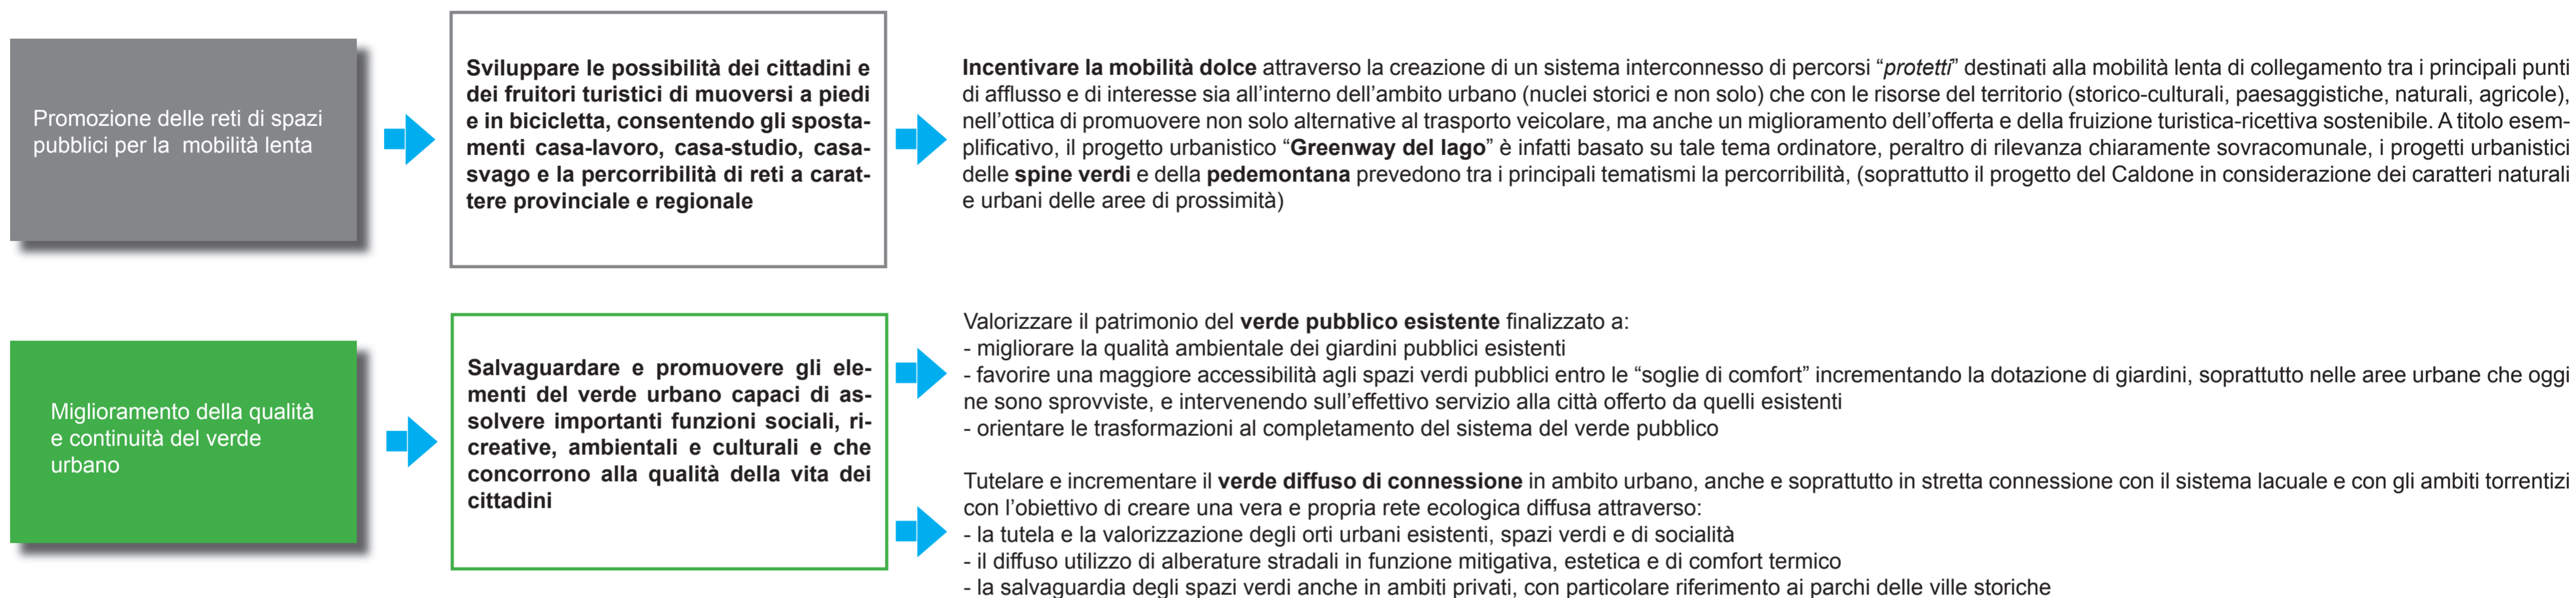 Promozione delle reti di spazi
pubblici per la mobilità lenta
Sviluppare le possibilità dei cittadini e
dei fruitori turistici di muoversi a piedi
e in bicicletta, consentendo gli sposta-
menti casa-lavoro, casa-studio, casa-
svago e la percorribilità di reti a carat-
tere provinciale e regionale
Incentivare la mobilità dolce attraverso la creazione di un sistema interconnesso di percorsi “protetti” destinati alla mobilità lenta di collegamento tra i principali punti
di afflusso e di interesse sia all’interno dell’ambito urbano (nuclei storici e non solo) che con le risorse del territorio (storico-culturali, paesaggistiche, naturali, agricole),
nell’ottica di promuovere non solo alternative al trasporto veicolare, ma anche un miglioramento dell’offerta e della fruizione turistica-ricettiva sostenibile. A titolo esem-
plificativo, il progetto urbanistico “Greenway del lago” è infatti basato su tale tema ordinatore, peraltro di rilevanza chiaramente sovracomunale, i progetti urbanistici
delle spine verdi e della pedemontana prevedono tra i principali tematismi la percorribilità, (soprattutto il progetto del Caldone in considerazione dei caratteri naturali
e urbani delle aree di prossimità)
Miglioramento della qualità
e continuità del verde
urbano
Salvaguardare e promuovere gli ele-
menti del verde urbano capaci di as-
solvere importanti funzioni sociali, ri-
creative, ambientali e culturali e che
concorrono alla qualità della vita dei
cittadini
Valorizzare il patrimonio del verde pubblico esistente finalizzato a:
- migliorare la qualità ambientale dei giardini pubblici esistenti
- favorire una maggiore accessibilità agli spazi verdi pubblici entro le “soglie di comfort” incrementando la dotazione di giardini, soprattutto nelle aree urbane che oggi
ne sono sprovviste, e intervenendo sull’effettivo servizio alla città offerto da quelli esistenti
- orientare le trasformazioni al completamento del sistema del verde pubblico
Tutelare e incrementare il verde diffuso di connessione in ambito urbano, anche e soprattutto in stretta connessione con il sistema lacuale e con gli ambiti torrentizi
con l’obiettivo di creare una vera e propria rete ecologica diffusa attraverso:
- la tutela e la valorizzazione degli orti urbani esistenti, spazi verdi e di socialità
- il diffuso utilizzo di alberature stradali in funzione mitigativa, estetica e di comfort termico
- la salvaguardia degli spazi verdi anche in ambiti privati, con particolare riferimento ai parchi delle ville storiche